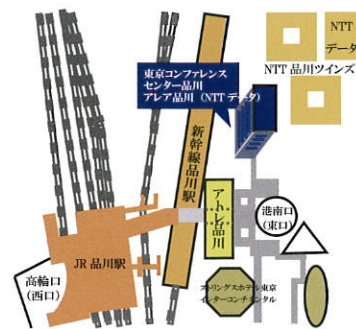 NTT
データ
NTT 品川ツインズ
東京コンファレンス
センター品川
アレア品川（NTTデータ）
新幹線品川駅
アトレ品川
港南口
（東口）
JR 品川駅
高輪口
（西口）
ストリングスホテル東京
インターコンチネンタル